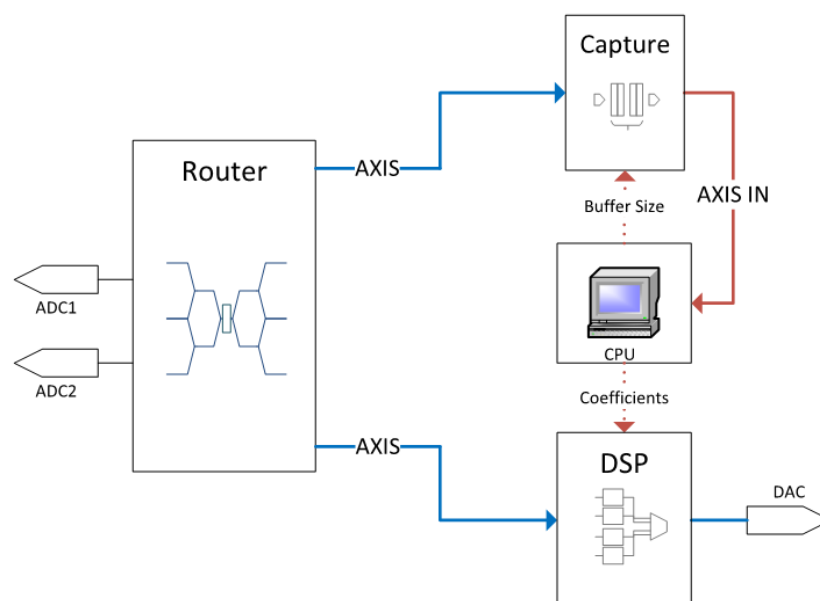 Capture
Router
AXIS
AXIS IN
Buffer Size
ADC1
CPU
ADC2
Coefficients
AXIS
DSP
DAC